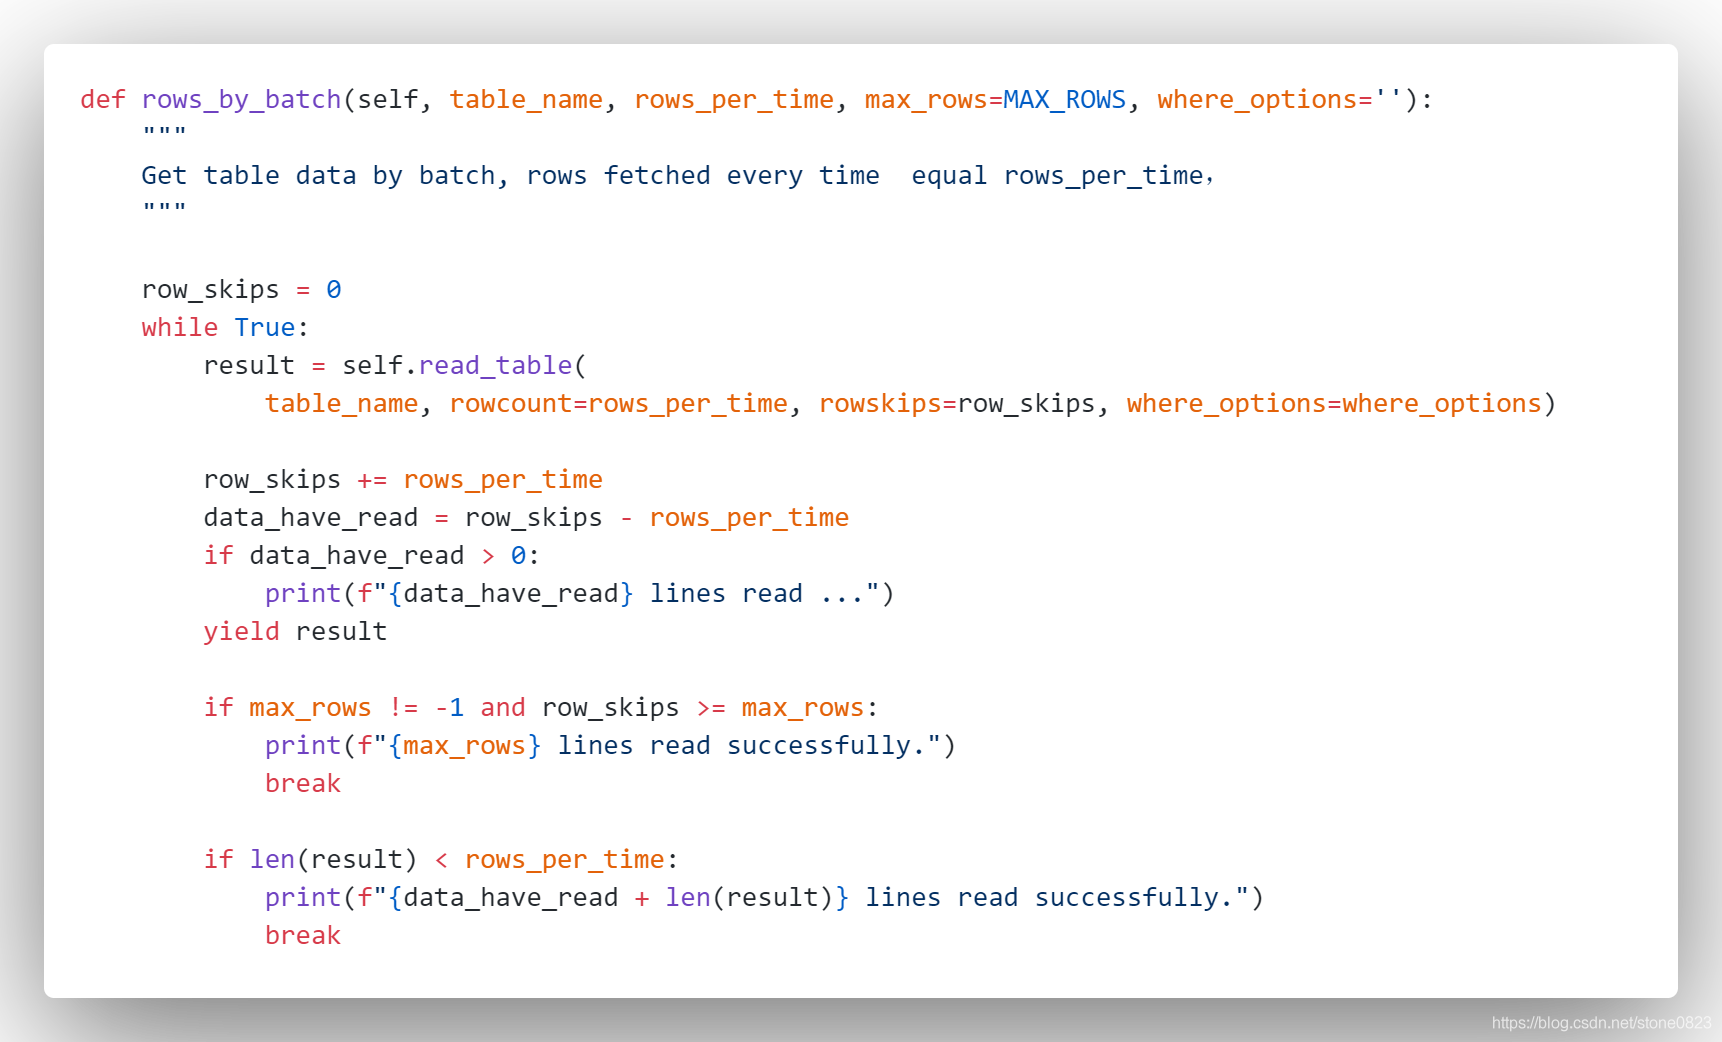 def rows_by_batch(self, table_name, rows_per_time, max_rows=MAX_ROWS, where_options=''):
    """
    Get table data by batch, rows fetched every time  equal rows_per_time，
    """
    row_skips = 0
    while True:
        result = self.read_table(
            table_name, rowcount=rows_per_time, rowskips=row_skips, where_options=where_options)
        row_skips += rows_per_time
        data_have_read = row_skips - rows_per_time
        if data_have_read > 0:
            print(f"{data_have_read} lines read ...")
        yield result
        if max_rows != -1 and row_skips >= max_rows:
            print(f"{max_rows} lines read successfully.")
            break
        if len(result) < rows_per_time:
            print(f"{data_have_read + len(result)} lines read successfully.")
            break
https://blog.csdn.net/stone0823